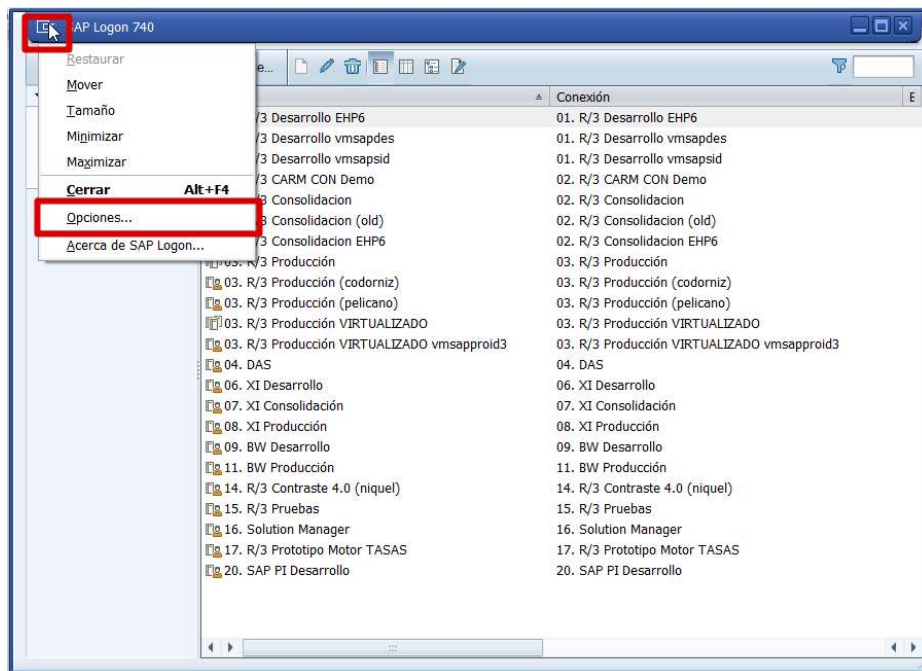 SAP Logon 740
Restaurar
Mover
Tamaño
Minimizar
Maximizar
Cerrar Alt+F4
Opciones...
Acerca de SAP Logon...
e...
Conexión E
/3 Desarrollo EHP6 01. R/3 Desarrollo EHP6
/3 Desarrollo vmsapdes 01. R/3 Desarrollo vmsapdes
/3 Desarrollo vmsapsid 01. R/3 Desarrollo vmsapsid
/3 CARM CON Demo 02. R/3 CARM CON Demo
3 Consolidacion 02. R/3 Consolidacion
3 Consolidacion (old) 02. R/3 Consolidacion (old)
/3 Consolidacion EHP6 02. R/3 Consolidacion EHP6
03. R/3 Producción 03. R/3 Producción
03. R/3 Producción (codorniz) 03. R/3 Producción (codorniz)
03. R/3 Producción (pelicano) 03. R/3 Producción (pelicano)
03. R/3 Producción VIRTUALIZADO 03. R/3 Producción VIRTUALIZADO
03. R/3 Producción VIRTUALIZADO vmsapproid3 03. R/3 Producción VIRTUALIZADO vmsapproid3
04. DAS 04. DAS
06. XI Desarrollo 06. XI Desarrollo
07. XI Consolidación 07. XI Consolidación
08. XI Producción 08. XI Producción
09. BW Desarrollo 09. BW Desarrollo
11. BW Producción 11. BW Producción
14. R/3 Contraste 4.0 (niquel) 14. R/3 Contraste 4.0 (niquel)
15. R/3 Pruebas 15. R/3 Pruebas
16. Solution Manager 16. Solution Manager
17. R/3 Prototipo Motor TASAS 17. R/3 Prototipo Motor TASAS
20. SAP PI Desarrollo 20. SAP PI Desarrollo